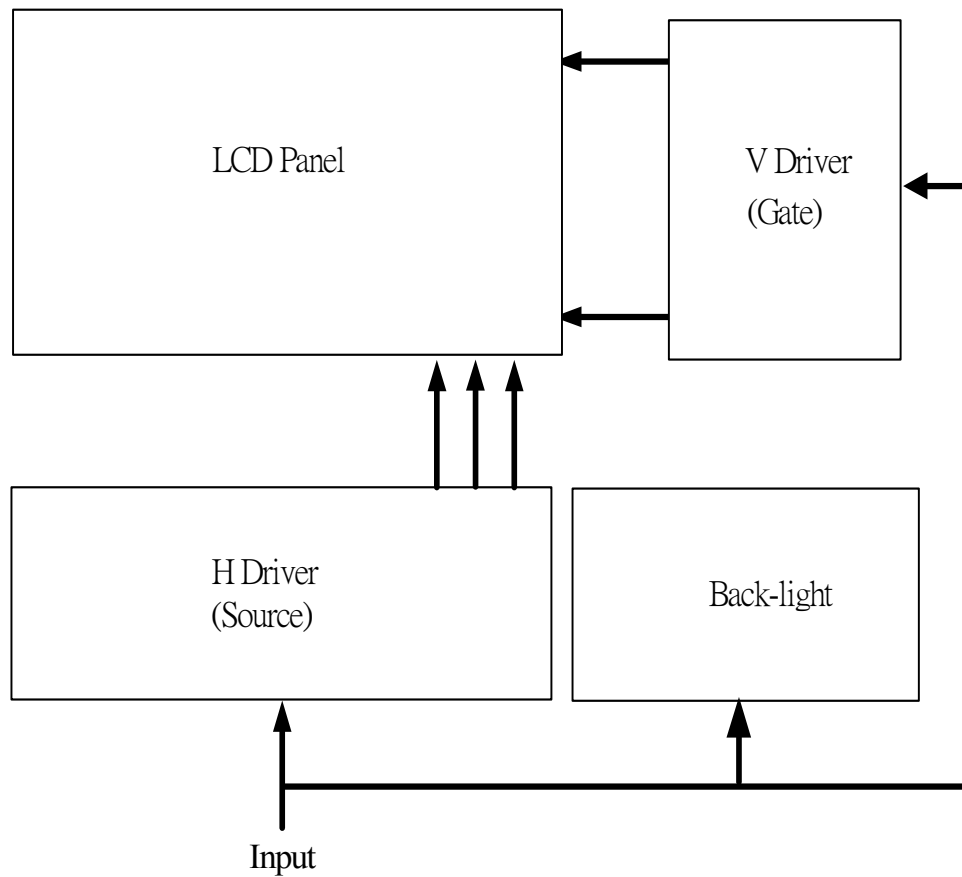 LCD Panel
V Driver
(Gate)
H Driver
(Source)
Back-light
Input